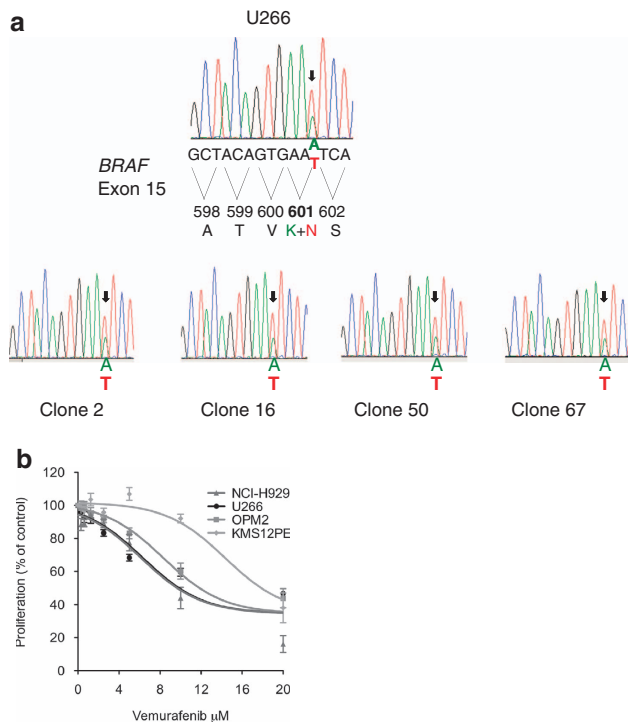 a
U266
GCTACAGTGAA A TCA
T
BRAF
Exon 15
598 599 600 601 602
A T V K+N S
A
T
A
T
A
T
A
T
Clone 2
Clone 16
Clone 50
Clone 67
b
Proliferation (% of control)
120
100
80
60
40
20
0
NCI-H929
U266
OPM2
KMS12PE
0 4 8 12 16 20
Vemurafenib μM